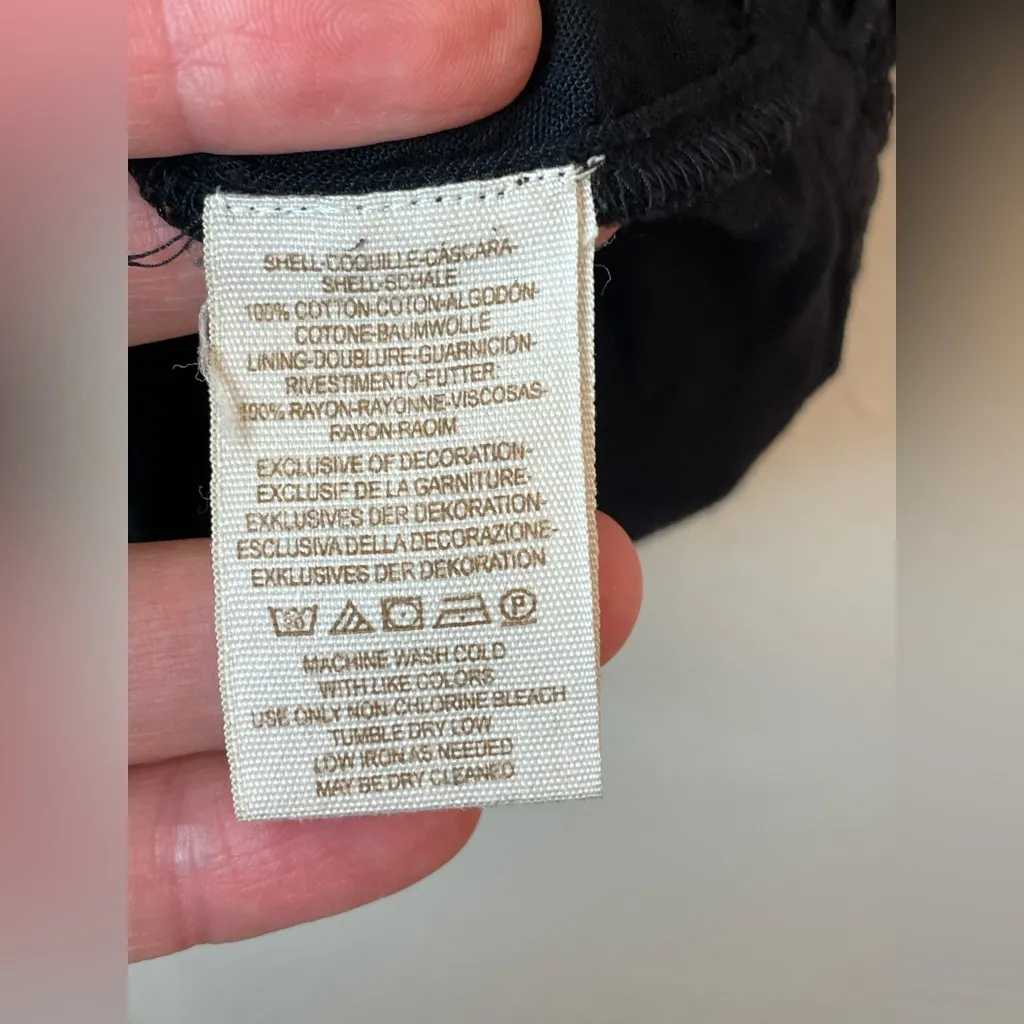 SHELL-COQUILLE-CÁSCARA-
SHELL-SCHALE
100% COTTON-COTON-ALGODÓN-
COTONE-BAUMWOLLE
LINING-DOUBLURE-GUARNICIÓN-
RIVESTIMENTO-FUTTER
100% RAYON-RAYONNE-VISCOSAS-
RAYON-RAOIM
EXCLUSIVE OF DECORATION-
EXCLUSIF DE LA GARNITURE-
EXKLUSIVES DER DEKORATION-
ESCLUSIVA DELLA DECORAZIONE-
EXKLUSIVES DER DEKORATION
30 P
MACHINE WASH COLD
WITH LIKE COLORS
USE ONLY NON-CHLORINE BLEACH
TUMBLE DRY LOW
LOW IRON AS NEEDED
MAY BE DRY CLEANED